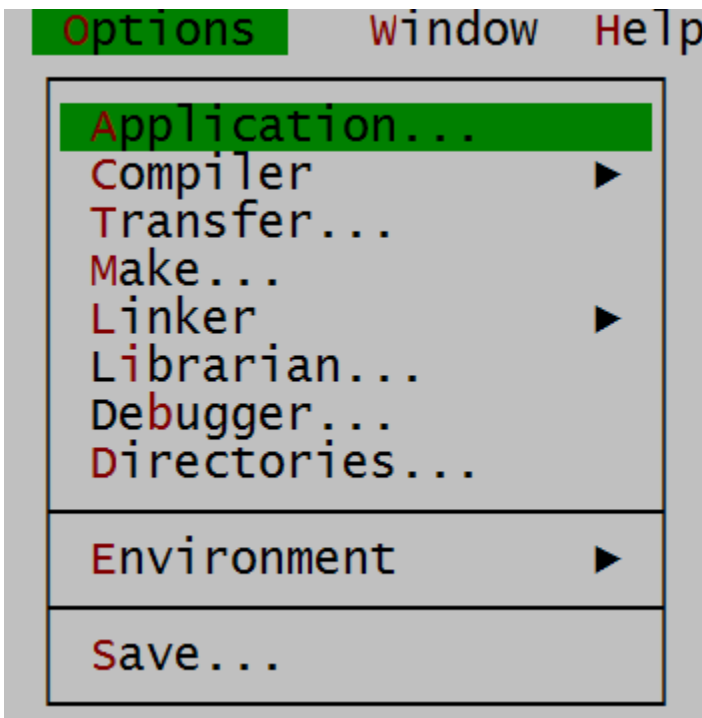 Options Window Help
Application...
Compiler ►
Transfer...
Make...
Linker ►
Librarian...
Debugger...
Directories...
Environment ►
Save...